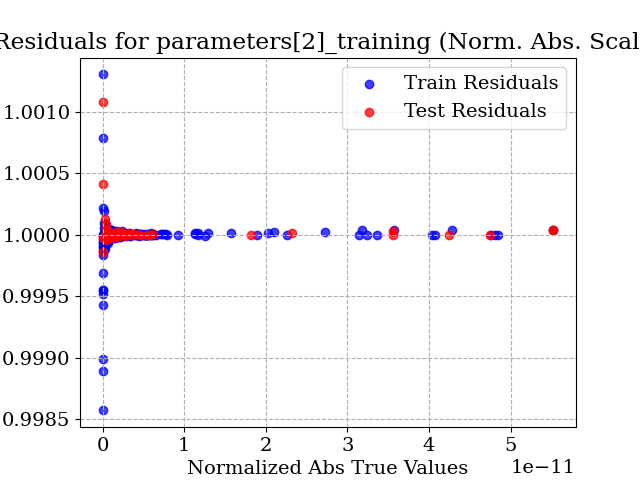 Residuals for parameters[2]_training (Norm. Abs. Scal
Train Residuals
Test Residuals
1.0010
1.0005
1.0000
0.9995
0.9990
0.9985
0 1 2 3 4 5
1e−11
Normalized Abs True Values